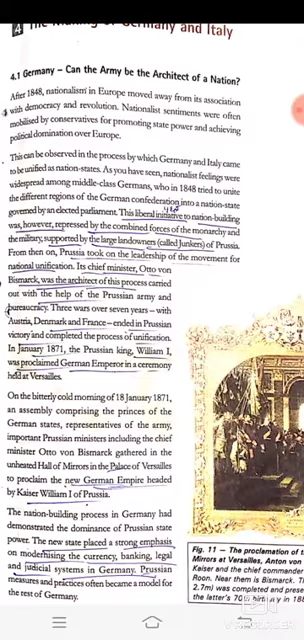 4 The Making of Germany and Italy
4.1 Germany – Can the Army be the Architect of a Nation?
After 1848, nationalism in Europe moved away from its association
with democracy and revolution. Nationalist sentiments were often
mobilised by conservatives for promoting state power and achieving
political domination over Europe.
This can be observed in the process by which Germany and Italy came
to be unified as nation-states. As you have seen, nationalist feelings were
widespread among middle-class Germans, who in 1848 tried to unite
the different regions of the German confederation into a nation-state
governed by an elected parliament. This liberal initiative to nation-building
was, however, repressed by the combined forces of the monarchy and
the military, supported by the large landowners (called Junkers) of Prussia.
From then on, Prussia took on the leadership of the movement for
national unification. Its chief minister, Otto von
Bismarck, was the architect of this process carried
out with the help of the Prussian army and
bureaucracy. Three wars over seven years – with
Austria, Denmark and France – ended in Prussian
victory and completed the process of unification.
In January 1871, the Prussian king, William I,
was proclaimed German Emperor in a ceremony
held at Versailles.
On the bitterly cold morning of 18 January 1871,
an assembly comprising the princes of the
German states, representatives of the army,
important Prussian ministers including the chief
minister Otto von Bismarck gathered in the
unheated Hall of Mirrors in the Palace of Versailles
to proclaim the new German Empire headed
by Kaiser William I of Prussia.
The nation-building process in Germany had
demonstrated the dominance of Prussian state
power. The new state placed a strong emphasis
on modernising the currency, banking, legal
and judicial systems in Germany. Prussian
measures and practices often became a model for
the rest of Germany.
Fig. 11 — The proclamation of
Mirrors at Versailles, Anton von
Kaiser and the chief commander
Roon. Near them is Bismarck. Th
2.7m) was completed and prese
the latter's 70th birthday in 188